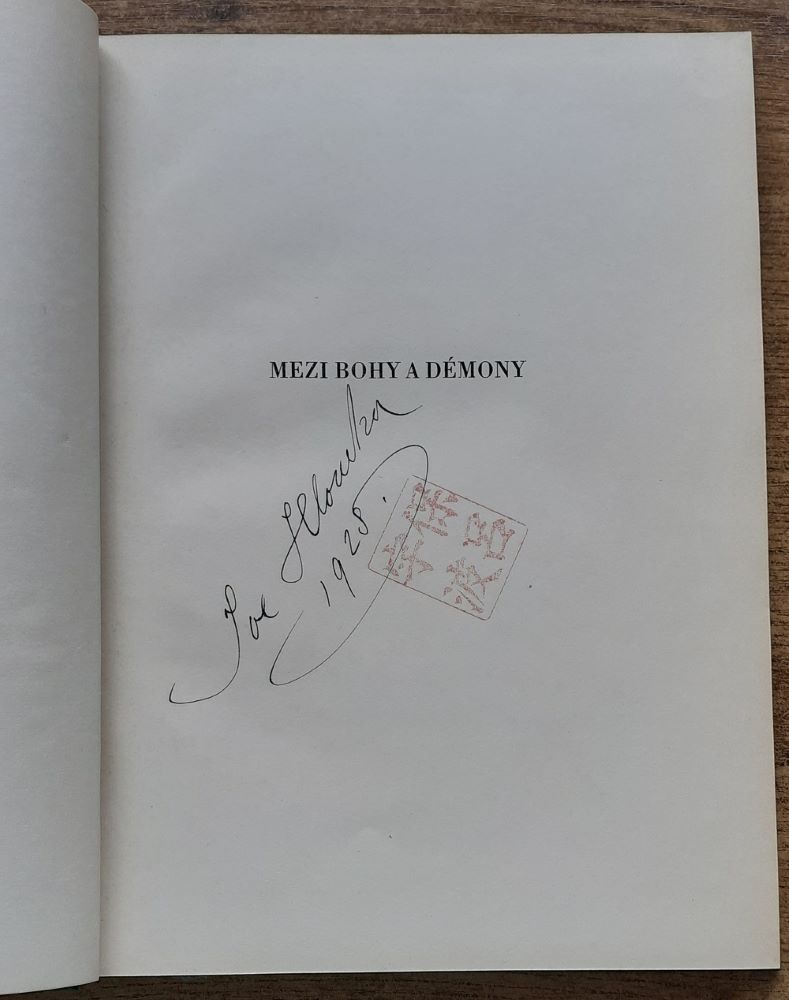 MEZI BOHY A DÉMONY
Joe Hloucha
1928.